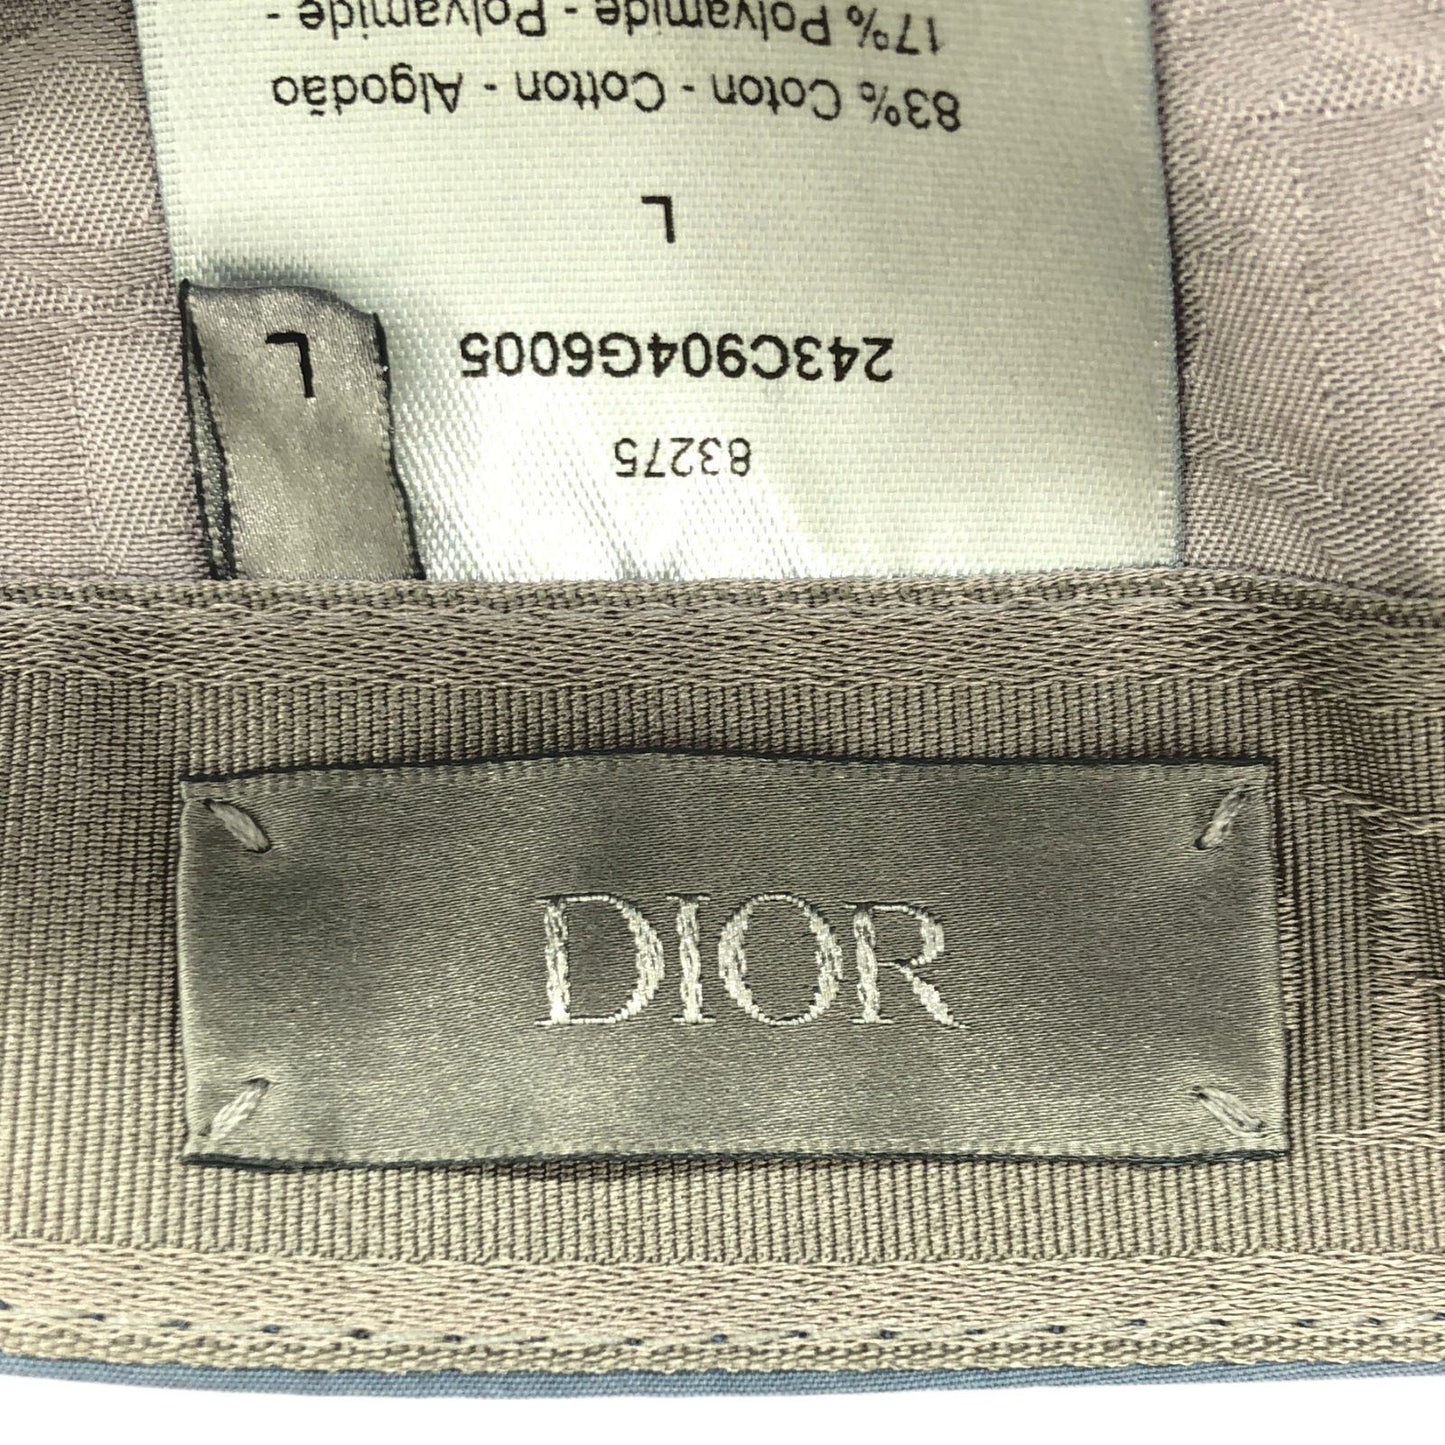 83275
243C904G6005
L
83% Coton - Cotton - Algodão
17% Polyamide - Polyamide -
L
DIOR